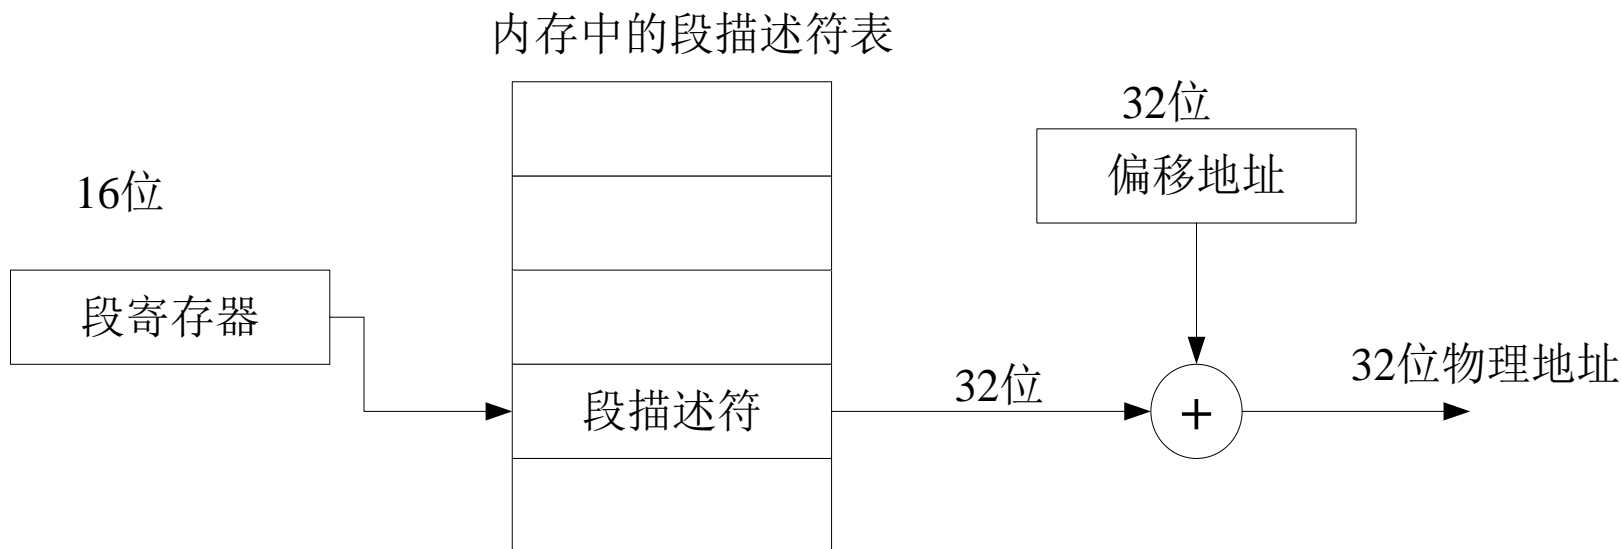 内存中的段描述符表
32位
偏移地址
16位
段寄存器
段描述符
32位
+
32位物理地址